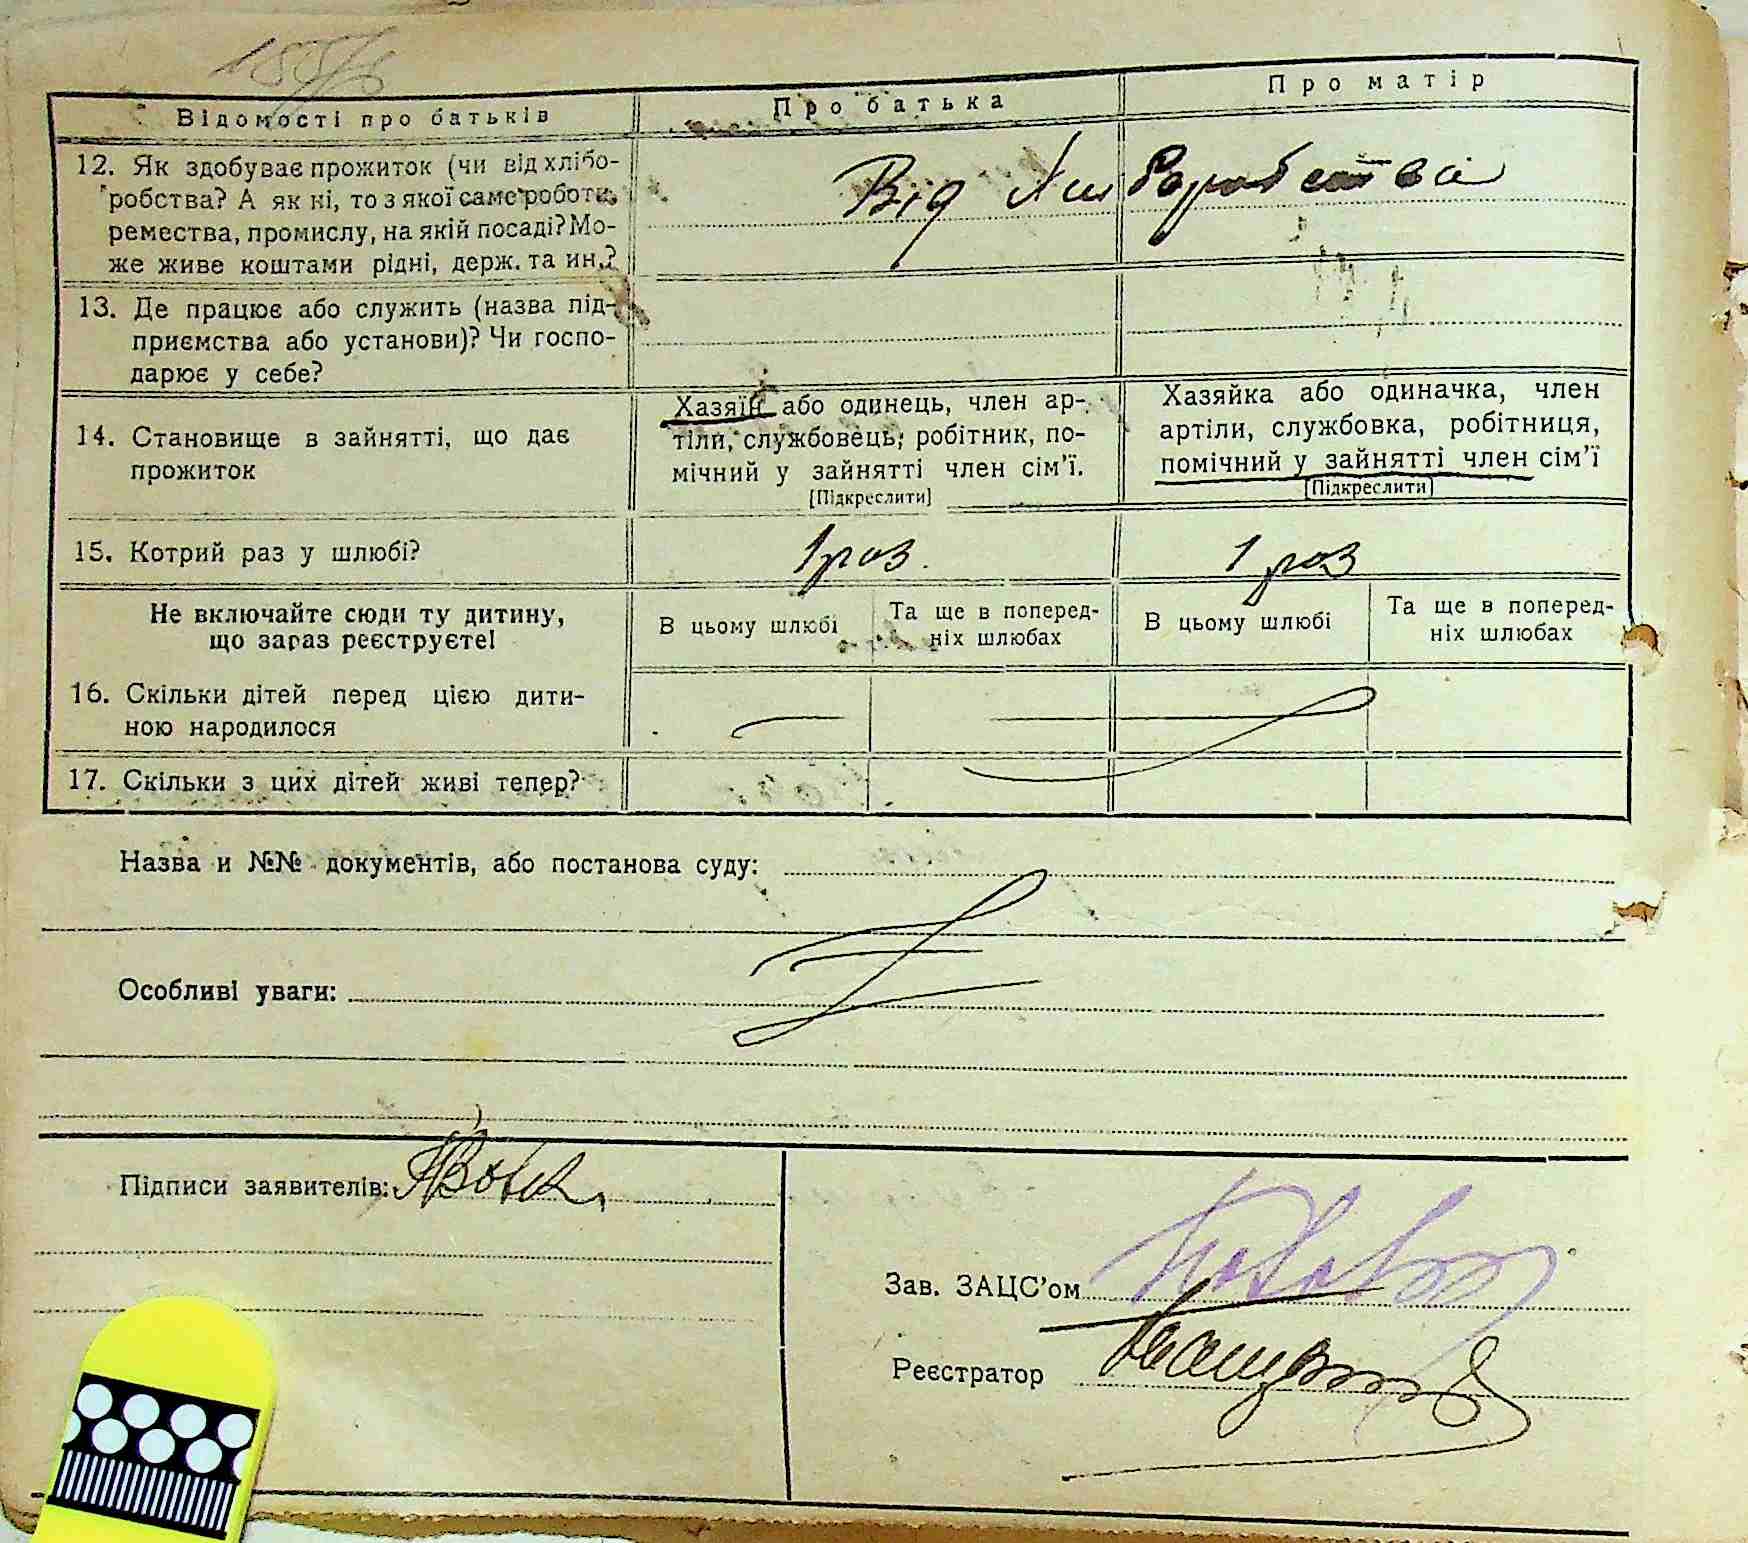 Відомості про батьків
Про батька
Про матір
12. Як здобуває прожиток (чи від хлібо-
робства? А як ні, то з якої саме роботи,
ремества, промислу, на якій посаді? Мо-
же живе коштами рідні, держ. та ин.?
Від Хліборобства
13. Де працює або служить (назва під-
приємства або установи)? Чи госпо-
дарює у себе?
14. Становище в зайнятті, що дає
прожиток
Хазяїн або одинець, член ар-
тіли, службовець, робітник, по-
мічний у зайнятті член сім'ї.
[Підкреслити]
Хазяйка або одиначка, член
артіли, службовка, робітниця,
помічний у зайнятті член сім'ї
[Підкреслити]
15. Котрий раз у шлюбі?
1 раз
1 раз
Не включайте сюди ту дитину,
що зараз реєструєте!
В цьому шлюбі
Та ще в поперед-
ніх шлюбах
В цьому шлюбі
Та ще в поперед-
ніх шлюбах
16. Скільки дітей перед цією дити-
ною народилося
17. Скільки з цих дітей живі тепер?
Назва и №№ документів, або постанова суду:
Особливі уваги:
Підписи заявителів:
Зав. ЗАЦС'ом
Реєстратор